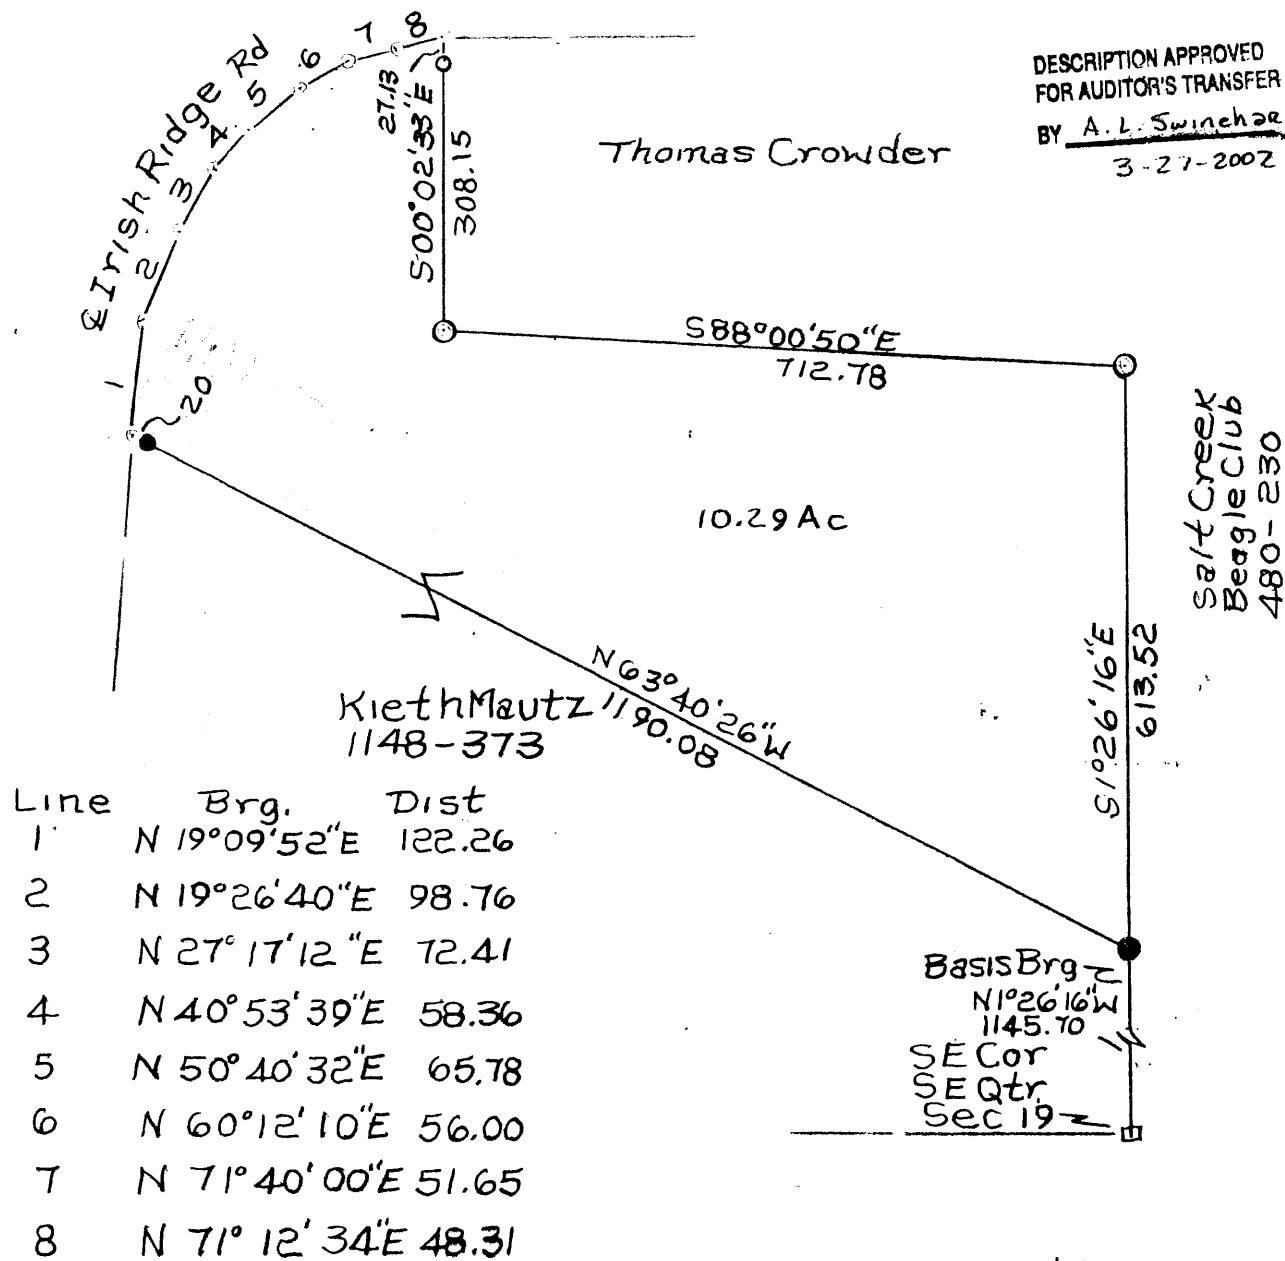 DESCRIPTION APPROVED
FOR AUDITOR'S TRANSFER
BY A. L. Swinehar
3-27-2002
℄ Irish Ridge Rd
1
2
3
4
5
6
7
8
27.13
S00°02'33"E
308.15
Thomas Crowder
S88°00'50"E
712.78
20
10.29 Ac
Salt Creek
Beagle Club
480-230
S1°26'16"E
613.52
N63°40'26"W
1190.08
Kieth Mautz
1148-373
Basis Brg
N1°26'16"W
1145.70
SE Cor
SE Qtr
Sec 19
Line Brg. Dist
1 N 19°09'52"E 122.26
2 N 19°26'40"E 98.76
3 N 27°17'12"E 72.41
4 N 40°53'39"E 58.36
5 N 50°40'32"E 65.78
6 N 60°12'10"E 56.00
7 N 71°40'00"E 51.65
8 N 71°12'34"E 48.31